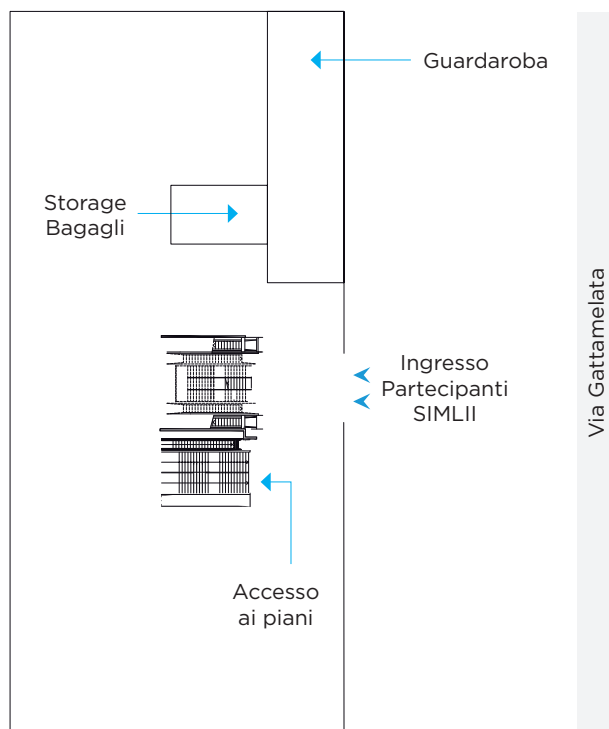 Guardaroba
Storage
Bagagli
Ingresso
Partecipanti
SIMLII
Via Gattamelata
Accesso
ai piani